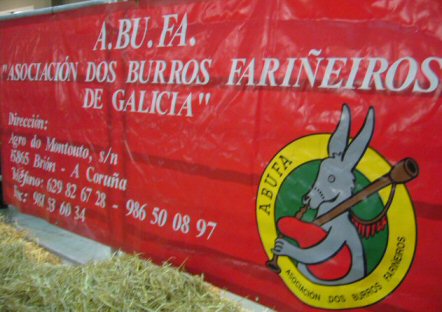 A.BU.FA.
"ASOCIACIÓN DOS BURROS FARIÑEIROS
DE GALICIA"
Dirección:
Agro do Montouto, s/n
15865 Brión - A Coruña
Teléfono: 629 82 67 28 - 986 50 08 97
Fax: 981 53 60 34
ABUFA
ASOCIACIÓN DOS BURROS FARIÑEIROS